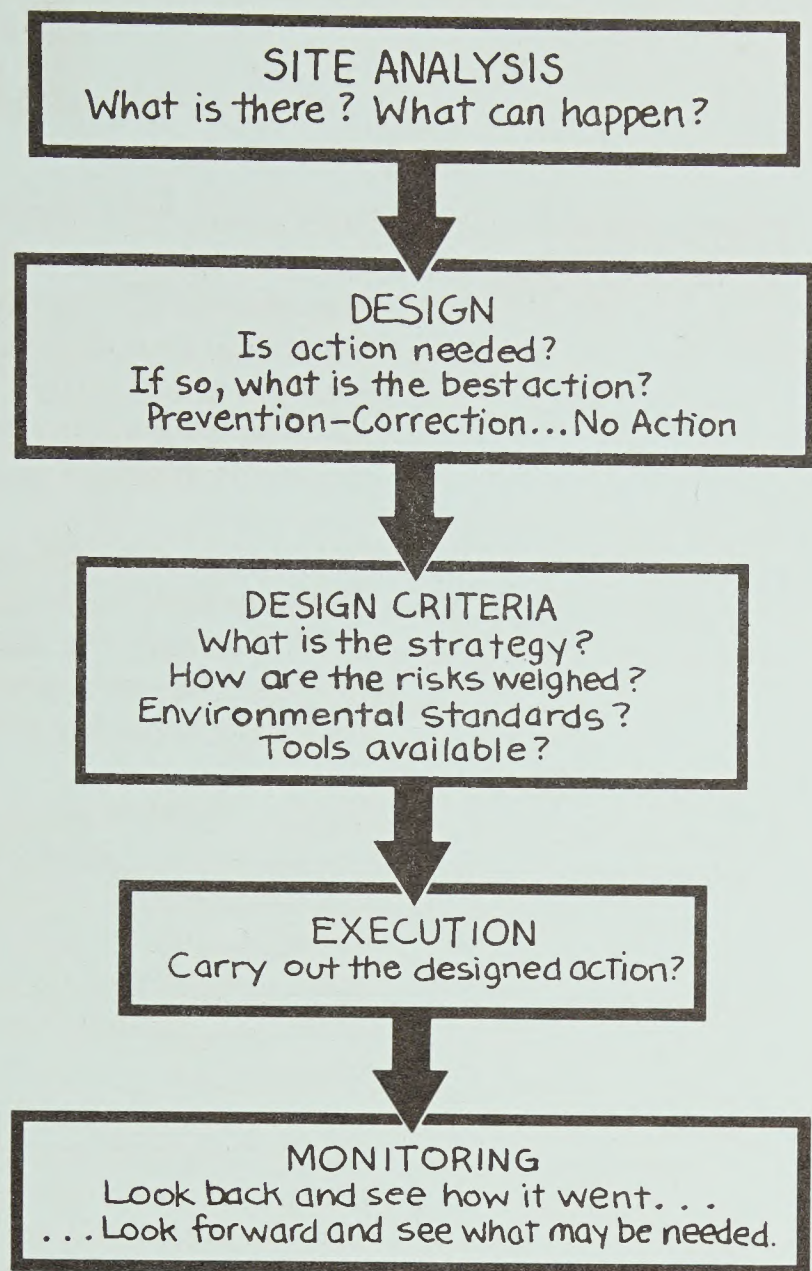 SITE ANALYSIS
What is there? What can happen?
DESIGN
Is action needed?
If so, what is the best action?
Prevention-Correction...No Action
DESIGN CRITERIA
What is the strategy?
How are the risks weighed?
Environmental standards?
Tools available?
EXECUTION
Carry out the designed action?
MONITORING
Look back and see how it went...
...Look forward and see what may be needed.